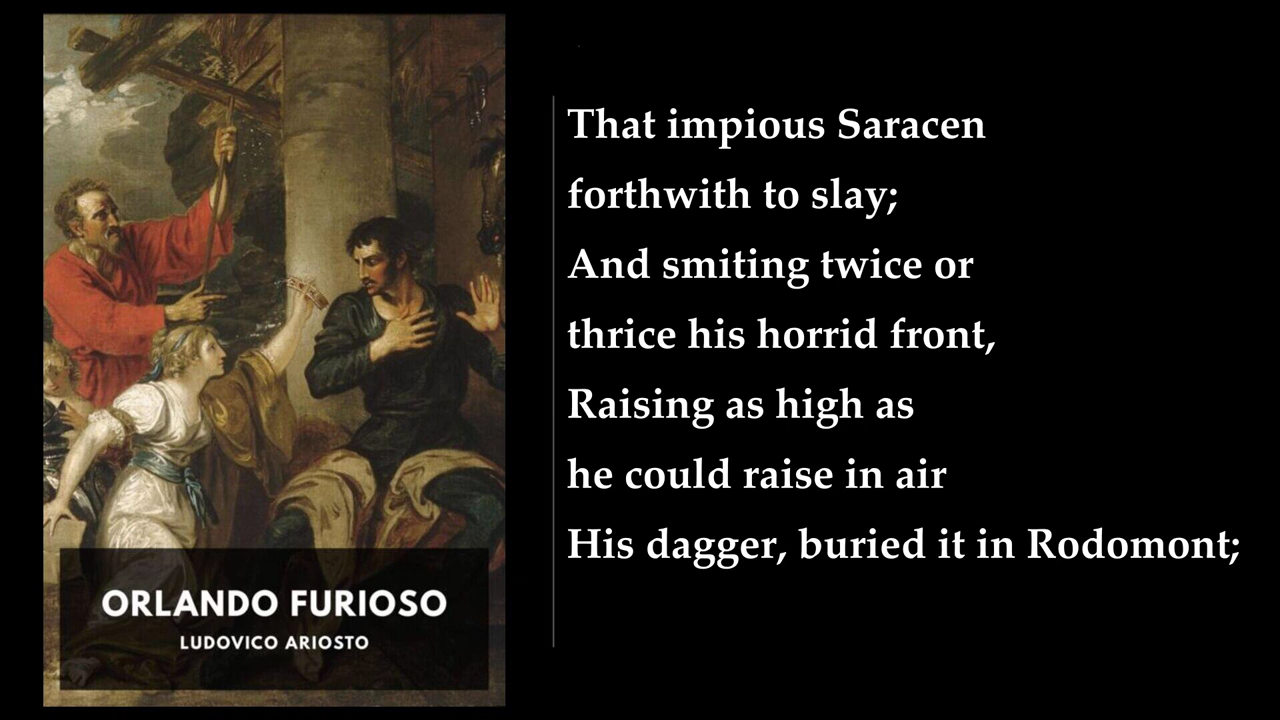 ORLANDO FURIOSO
LUDOVICO ARIOSTO
That impious Saracen
forthwith to slay;
And smiting twice or
thrice his horrid front,
Raising as high as
he could raise in air
His dagger, buried it in Rodomont;